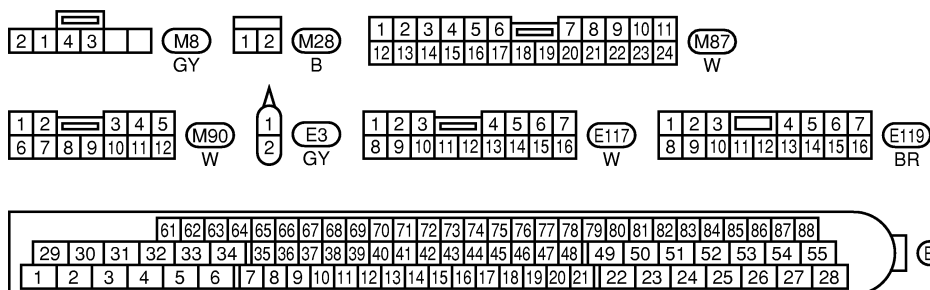 2 1 4 3 M8
GY
1 2 M28
B
1 2 3 4 5 6 7 8 9 10 11 M87
12 13 14 15 16 17 18 19 20 21 22 23 24
W
1 2 3 4 5 M90
6 7 8 9 10 11 12
W
1 E3
2
GY
1 2 3 4 5 6 7 E117
8 9 10 11 12 13 14 15 16
W
1 2 3 4 5 6 7 E119
8 9 10 11 12 13 14 15 16
BR
61 62 63 64 65 66 67 68 69 70 71 72 73 74 75 76 77 78 79 80 81 82 83 84 85 86 87 88
29 30 31 32 33 34 35 36 37 38 39 40 41 42 43 44 45 46 47 48 49 50 51 52 53 54 55
1 2 3 4 5 6 7 8 9 10 11 12 13 14 15 16 17 18 19 20 21 22 23 24 25 26 27 28